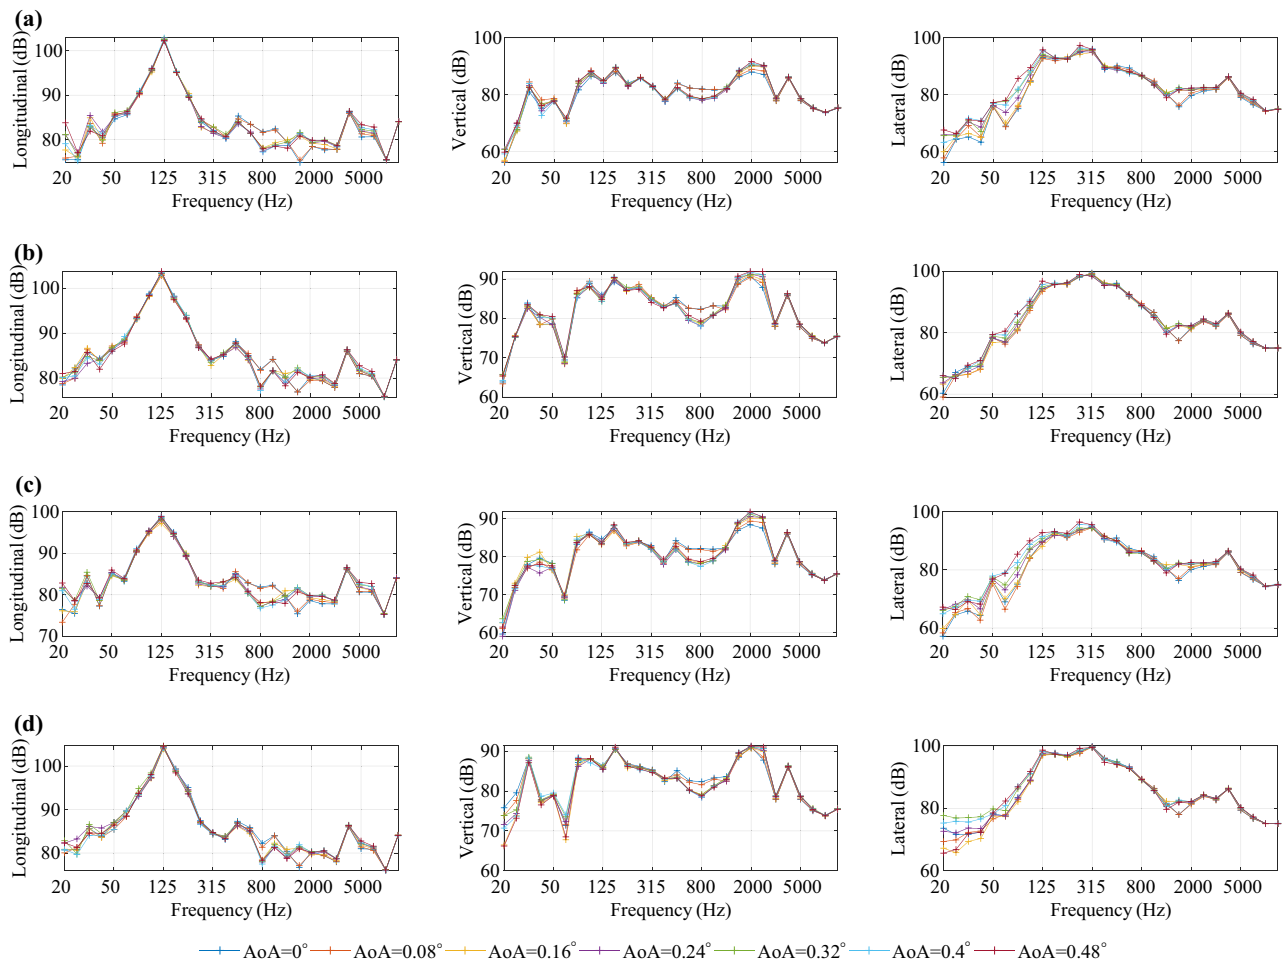 (a)
Longitudinal (dB)
100
90
80
20 50 125 315 800 2000 5000
Frequency (Hz)
Vertical (dB)
100
80
60
20 50 125 315 800 2000 5000
Frequency (Hz)
Lateral (dB)
100
90
80
70
60
20 50 125 315 800 2000 5000
Frequency (Hz)
(b)
Longitudinal (dB)
100
90
80
20 50 125 315 800 2000 5000
Frequency (Hz)
Vertical (dB)
90
80
70
60
20 50 125 315 800 2000 5000
Frequency (Hz)
Lateral (dB)
100
80
60
20 50 125 315 800 2000 5000
Frequency (Hz)
(c)
Longitudinal (dB)
100
90
80
70
20 50 125 315 800 2000 5000
Frequency (Hz)
Vertical (dB)
90
80
70
60
20 50 125 315 800 2000 5000
Frequency (Hz)
Lateral (dB)
100
80
60
20 50 125 315 800 2000 5000
Frequency (Hz)
(d)
Longitudinal (dB)
100
90
80
20 50 125 315 800 2000 5000
Frequency (Hz)
Vertical (dB)
90
80
70
60
20 50 125 315 800 2000 5000
Frequency (Hz)
Lateral (dB)
100
90
80
70
60
20 50 125 315 800 2000 5000
Frequency (Hz)
AoA=0° AoA=0.08° AoA=0.16° AoA=0.24° AoA=0.32° AoA=0.4° AoA=0.48°